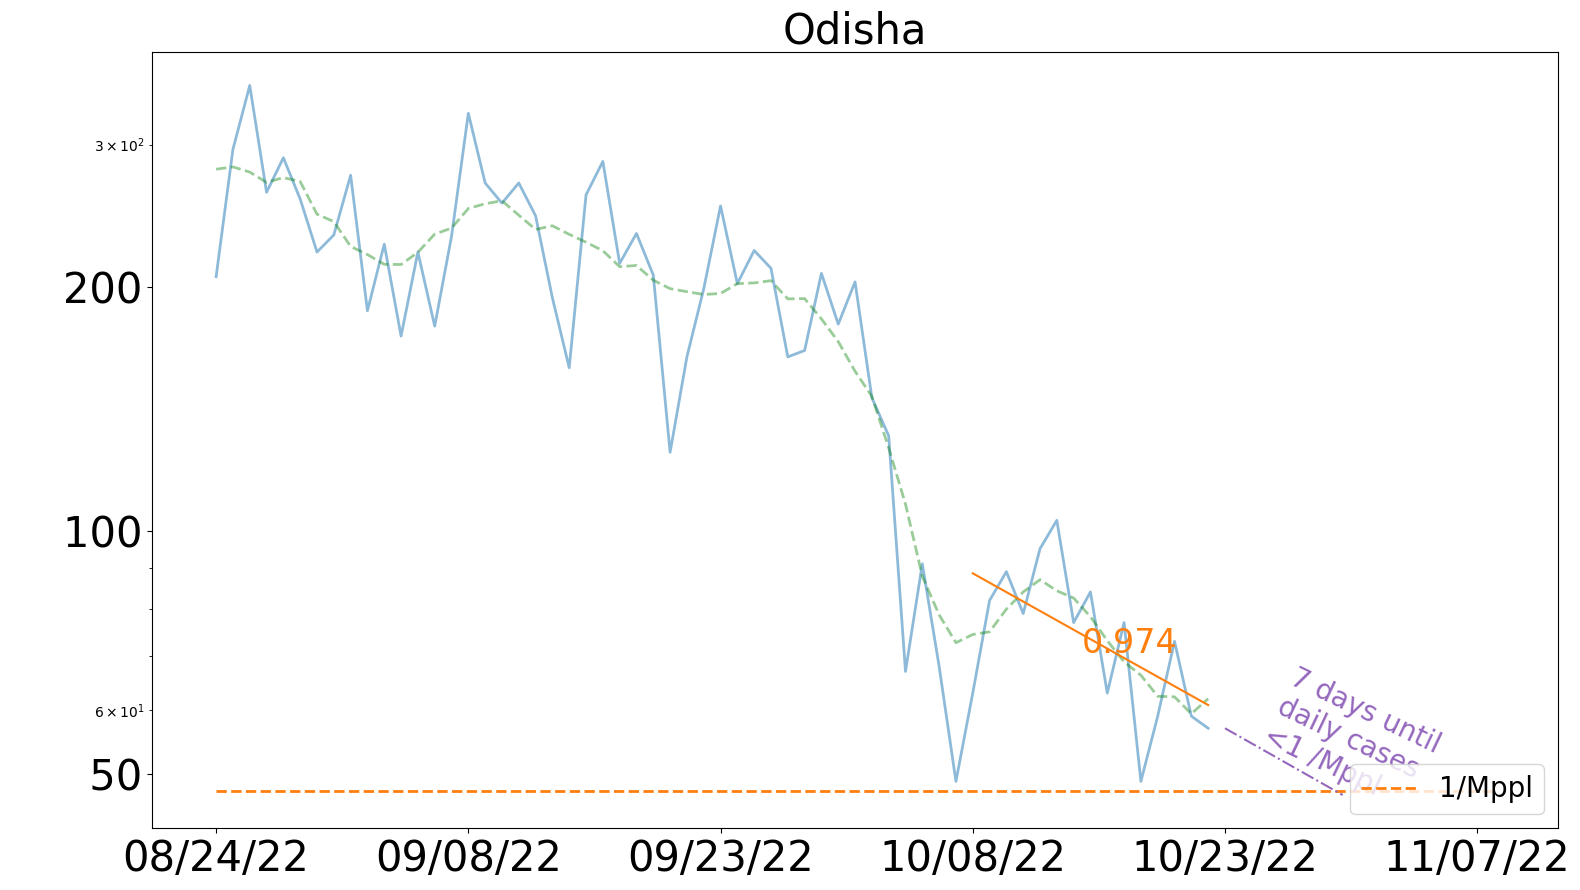 Odisha
3 × 10²
200
100
6 × 10¹
50
0.974
7 days until
daily cases
<1 /Mppl
1/Mppl
08/24/22 09/08/22 09/23/22 10/08/22 10/23/22 11/07/22